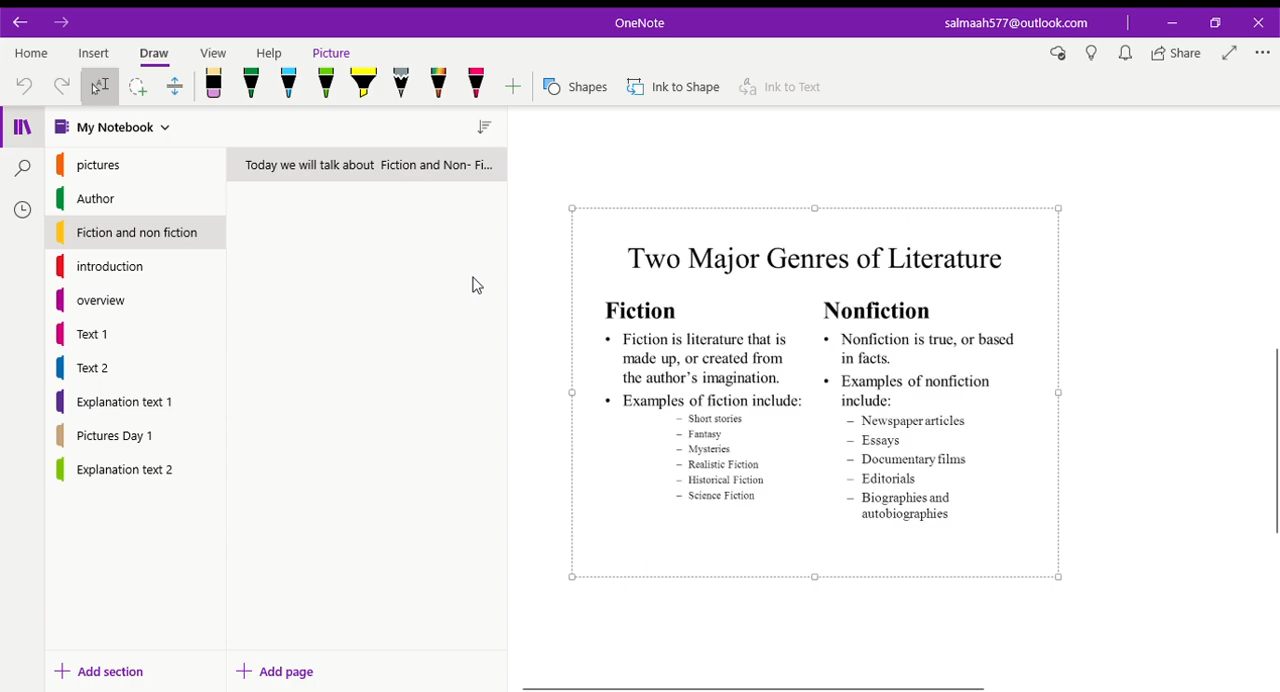 OneNote
salmaah577@outlook.com
Home Insert Draw View Help Picture
Share
Shapes Ink to Shape Ink to Text
My Notebook
pictures
Author
Fiction and non fiction
introduction
overview
Text 1
Text 2
Explanation text 1
Pictures Day 1
Explanation text 2
Add section
Today we will talk about Fiction and Non- Fi...
Add page
Two Major Genres of Literature
Fiction
• Fiction is literature that is
made up, or created from
the author's imagination.
• Examples of fiction include:
– Short stories
– Fantasy
– Mysteries
– Realistic Fiction
– Historical Fiction
– Science Fiction
Nonfiction
• Nonfiction is true, or based
in facts.
• Examples of nonfiction
include:
– Newspaper articles
– Essays
– Documentary films
– Editorials
– Biographies and
autobiographies